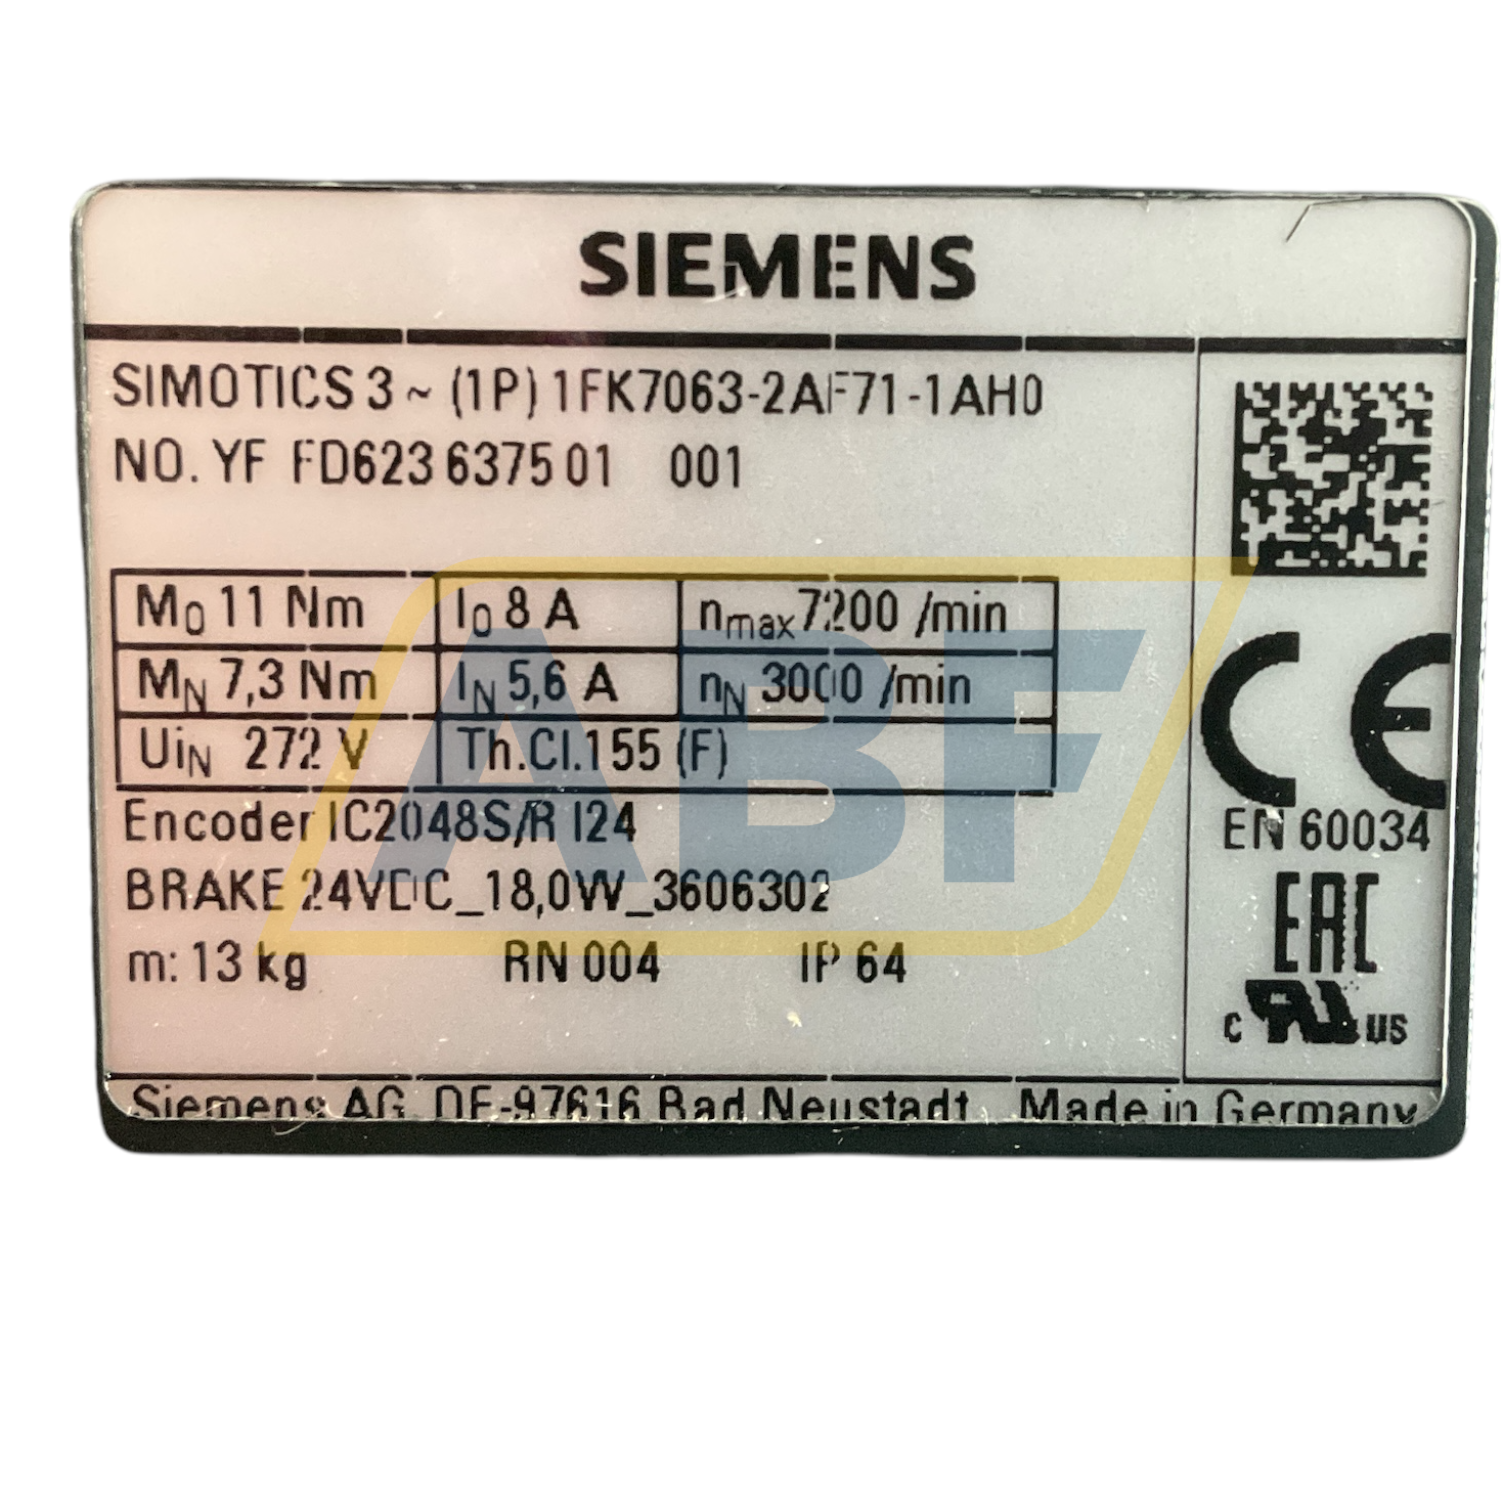 SIEMENS
SIMOTICS 3 ~ (1P) 1FK7063-2AF71-1AH0
NO. YF FD623 6375 01 001
M0 11 Nm I0 8 A nmax 7200 /min
MN 7,3 Nm IN 5,6 A nN 3000 /min
UiN 272 V Th.Cl.155 (F)
Encoder IC2048S/R I24
BRAKE 24VDC_18,0W_3606302
m: 13 kg RN 004 IP 64
CE
EN 60034
EAC
c RU us
Siemens AG DE-97616 Bad Neustadt Made in Germany
ABF